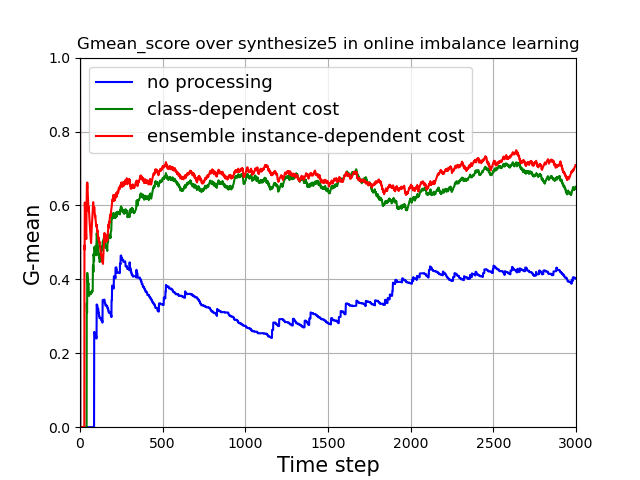 Gmean_score over synthesize5 in online imbalance learning
1.0
0.8
0.6
0.4
0.2
0.0
G-mean
no processing
class-dependent cost
ensemble instance-dependent cost
0 500 1000 1500 2000 2500 3000
Time step